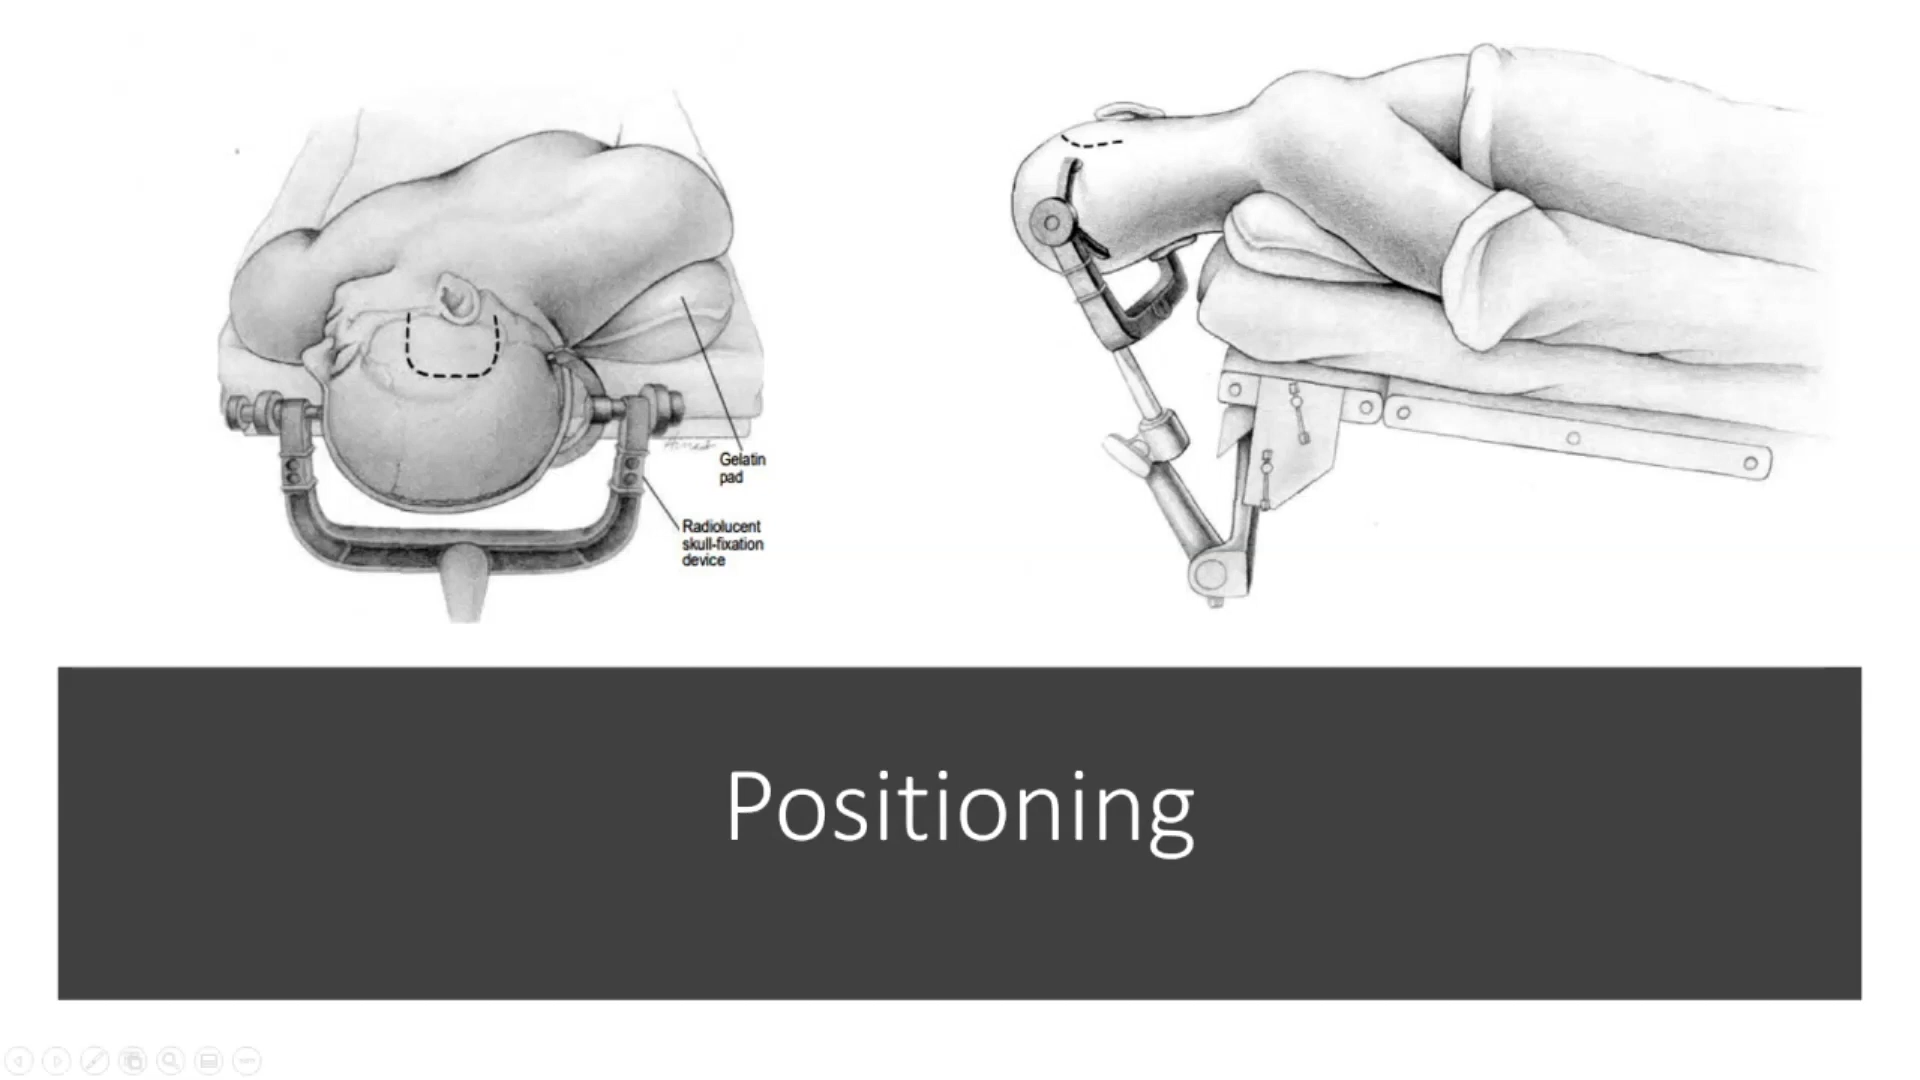 Gelatin
pad
Radiolucent
skull-fixation
device
Positioning